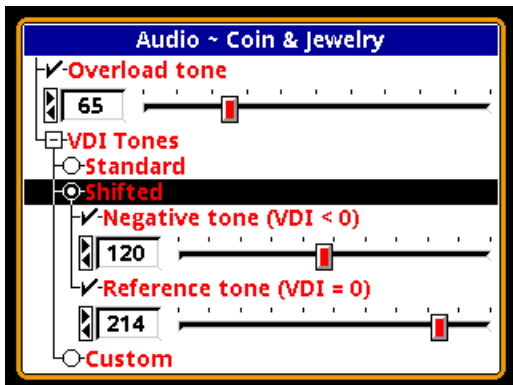 Audio ~ Coin & Jewelry
Overload tone
65
VDI Tones
Standard
Shifted
Negative tone (VDI < 0)
120
Reference tone (VDI = 0)
214
Custom